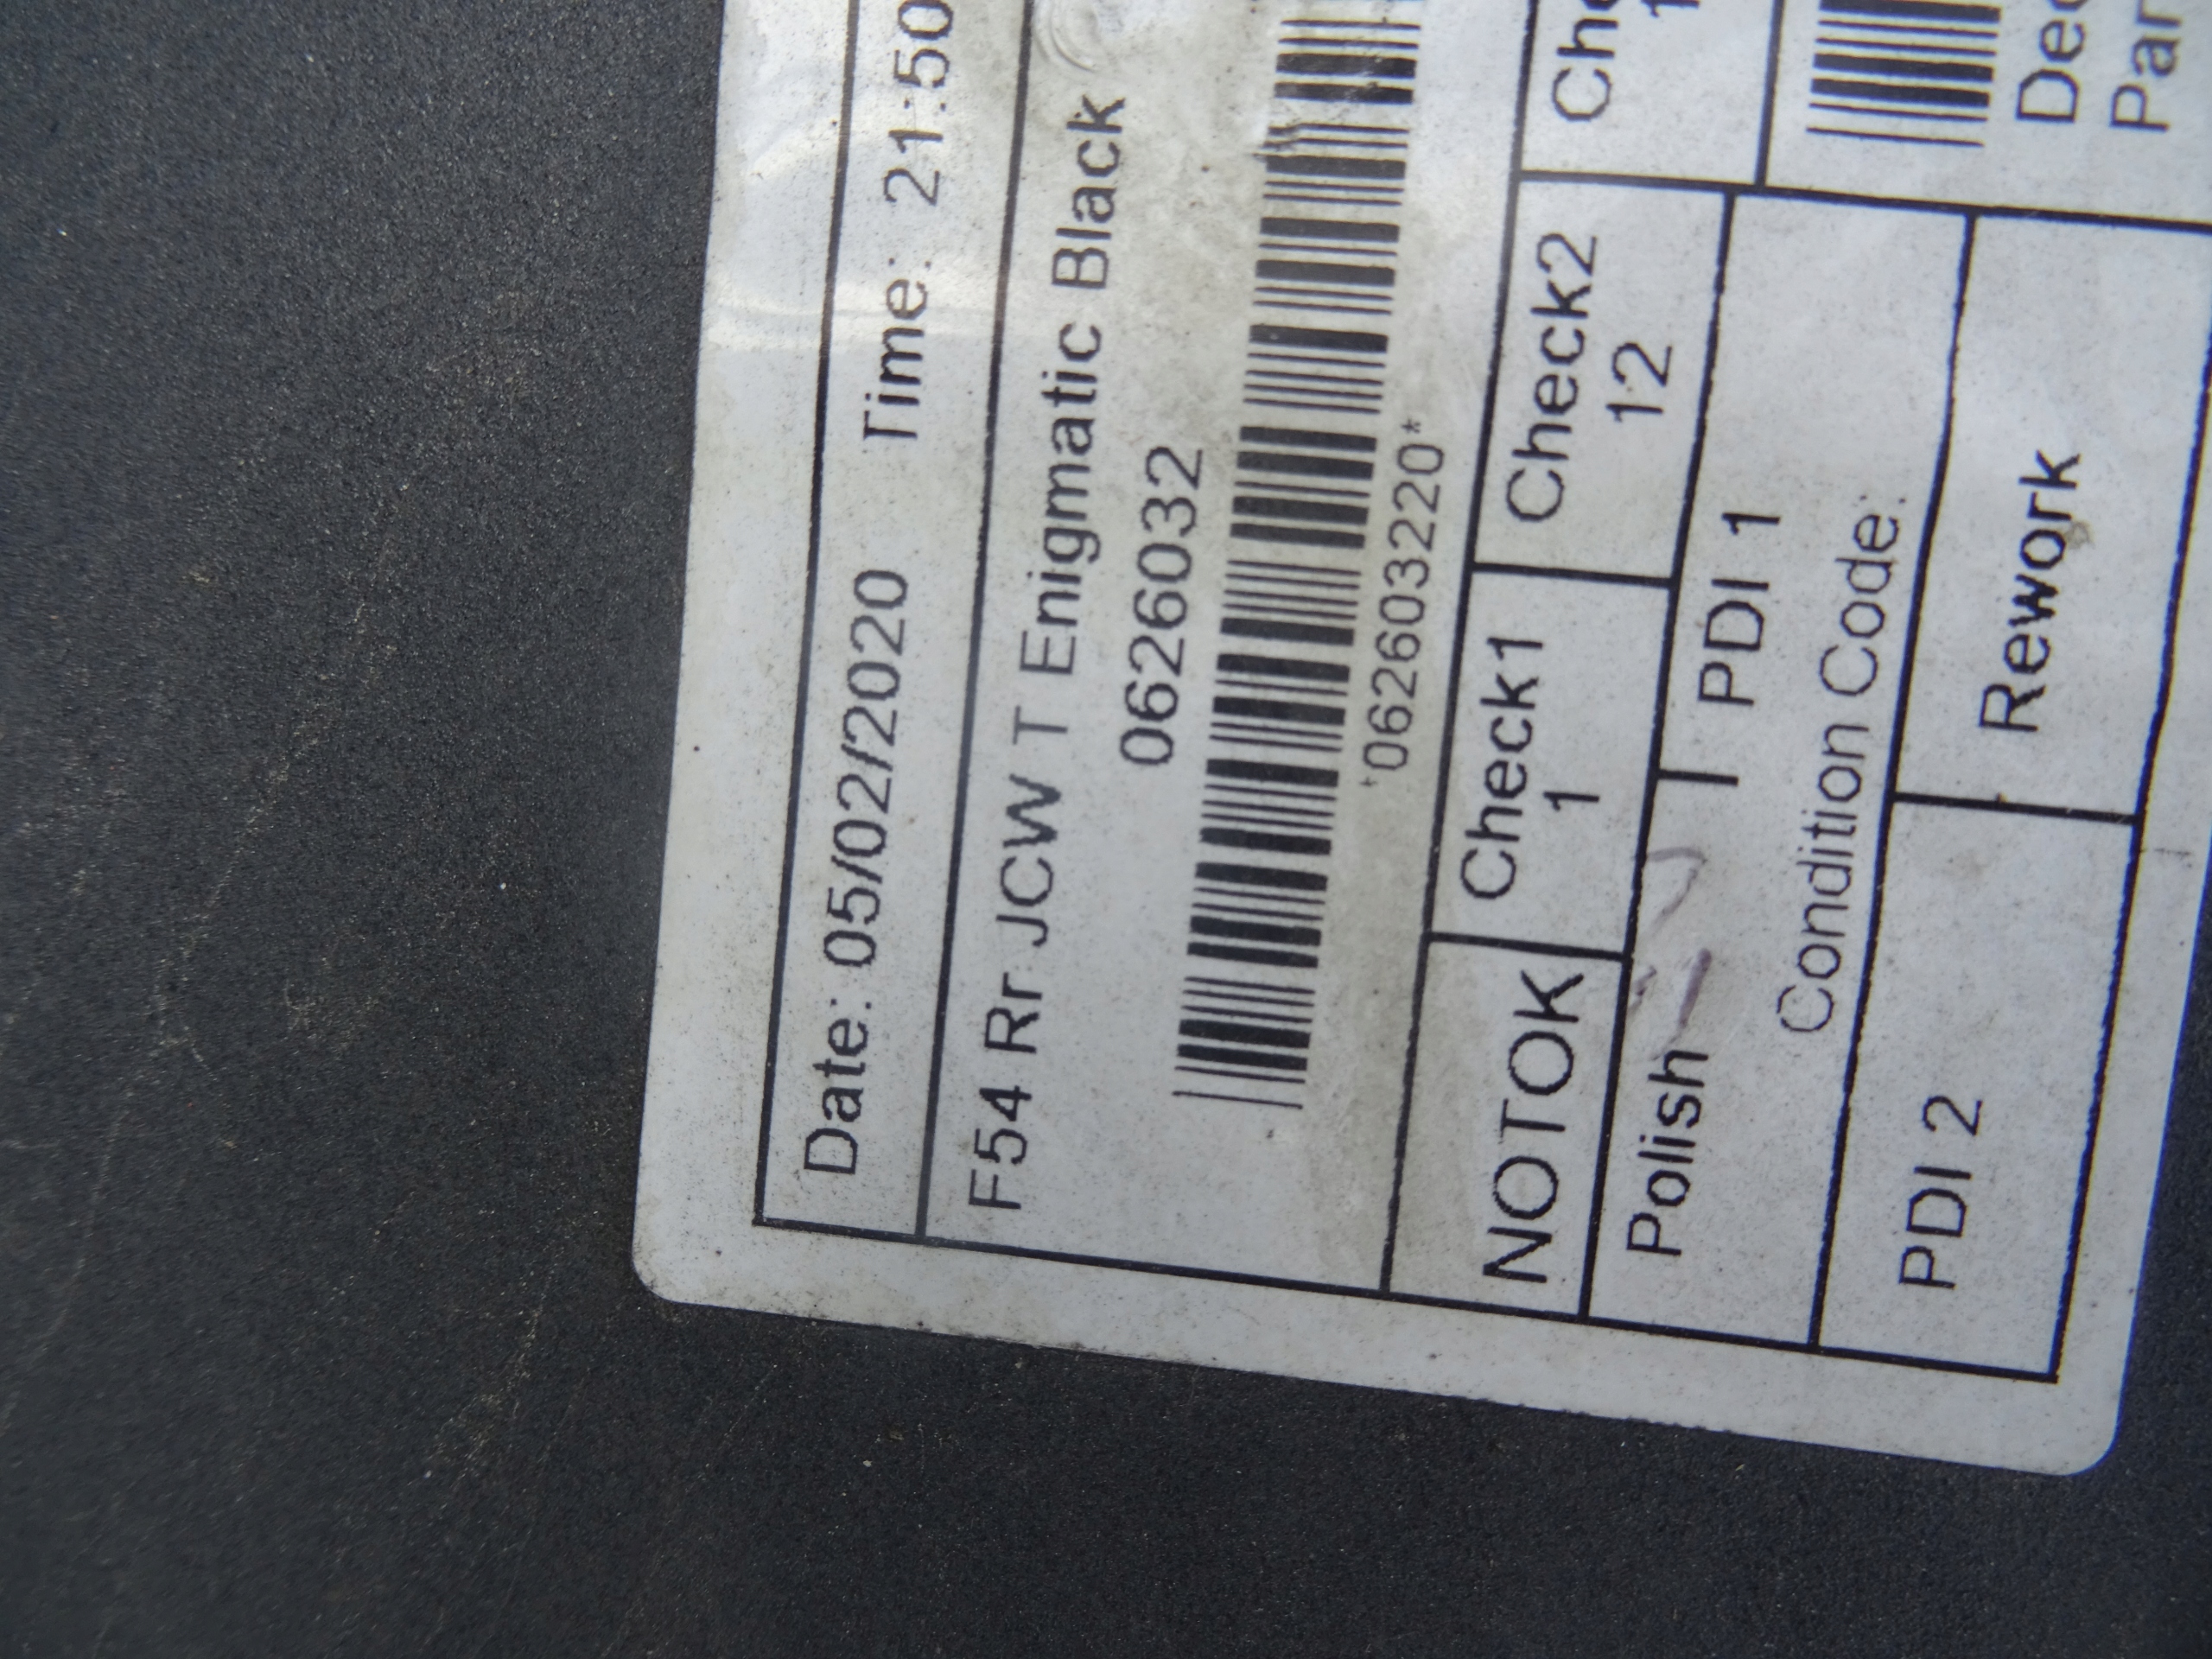 Date: 05/02/2020 Time: 21:50
F54 Rr JCW T Enigmatic Black
0626032
*062603220*
NOTOK Check1 Check2
1 12
Polish PDI 1
Condition Code:
PDI 2 Rework